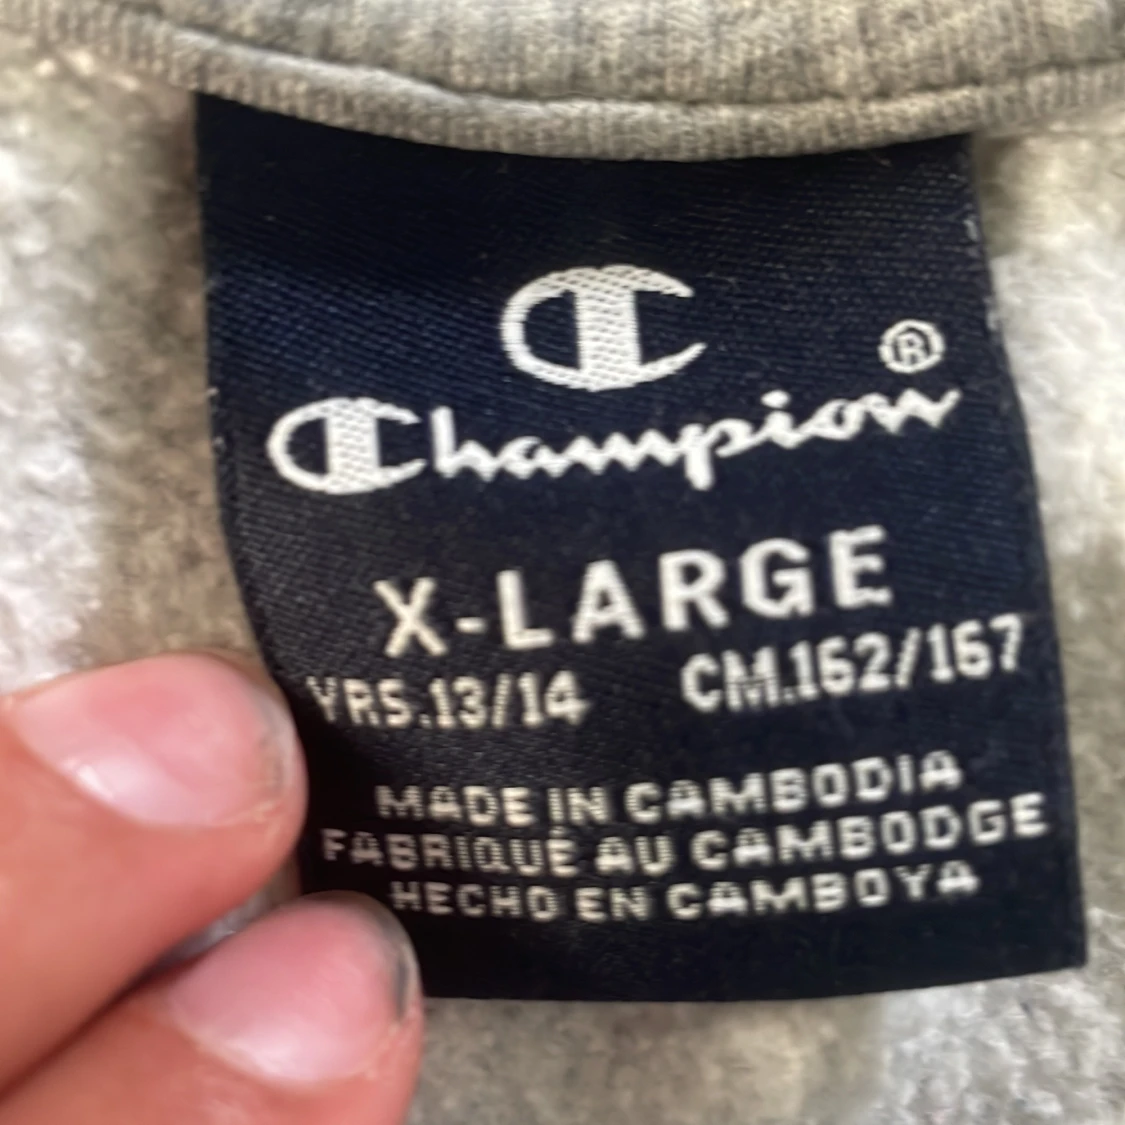 C
Champion®
X-LARGE
YRS.13/14 CM.162/167
MADE IN CAMBODIA
FABRIQUÉ AU CAMBODGE
HECHO EN CAMBOYA